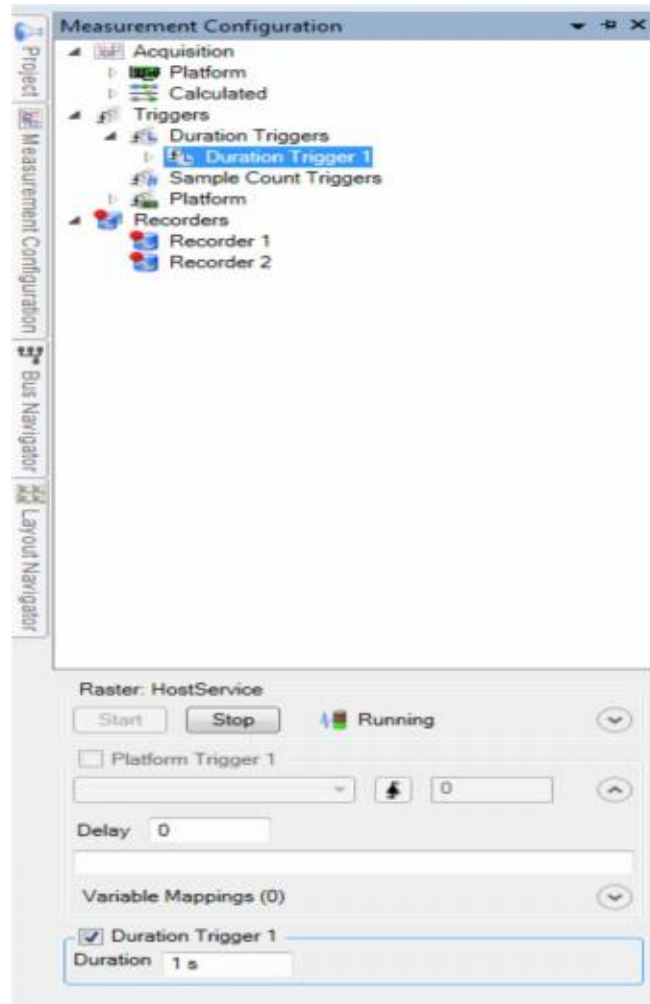 Measurement Configuration
Project
Measurement Configuration
Bus Navigator
Layout Navigator
Acquisition
Platform
Calculated
Triggers
Duration Triggers
Duration Trigger 1
Sample Count Triggers
Platform
Recorders
Recorder 1
Recorder 2
Raster: HostService
Start Stop Running
Platform Trigger 1
0
Delay 0
Variable Mappings (0)
Duration Trigger 1
Duration 1 s